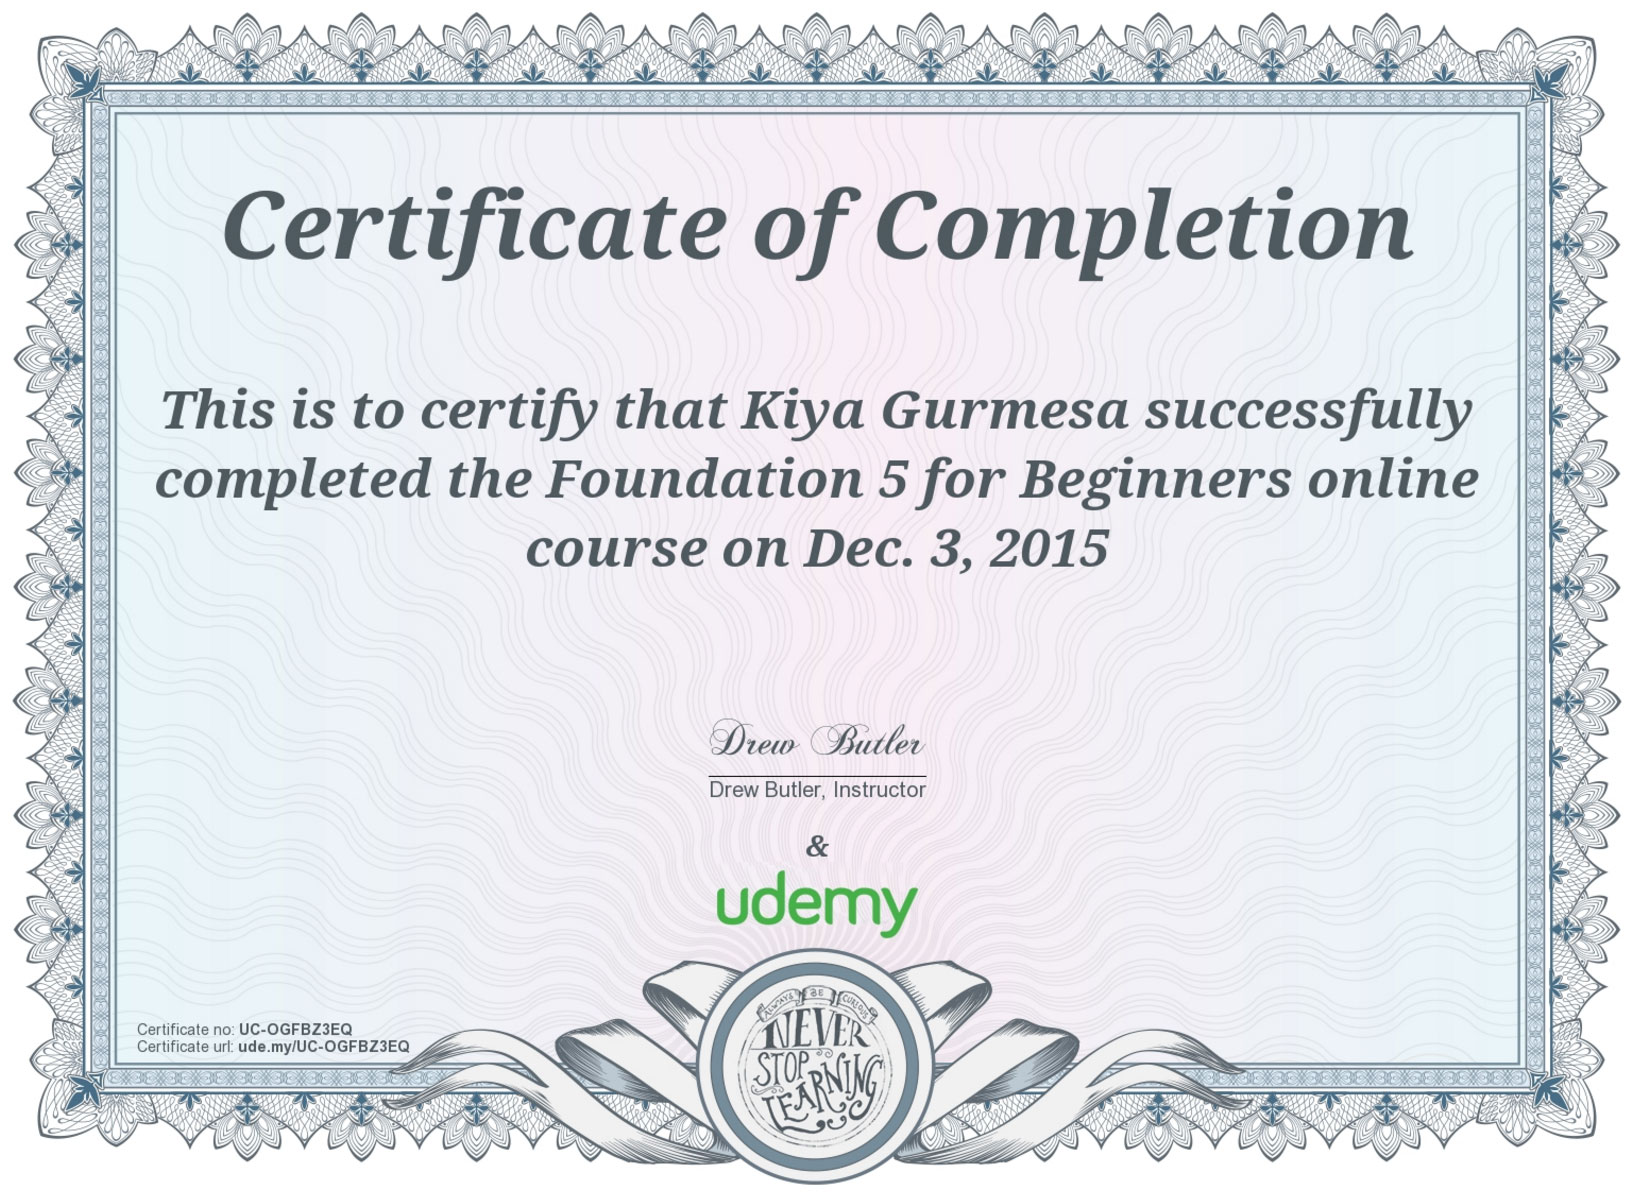 Certificate of Completion
This is to certify that Kiya Gurmesa successfully
completed the Foundation 5 for Beginners online
course on Dec. 3, 2015
Drew Butler
Drew Butler, Instructor
&
udemy
Certificate no: UC-OGFBZ3EQ
Certificate url: ude.my/UC-OGFBZ3EQ
ALWAYS BE CURIOUS
NEVER
STOP
LEARNING